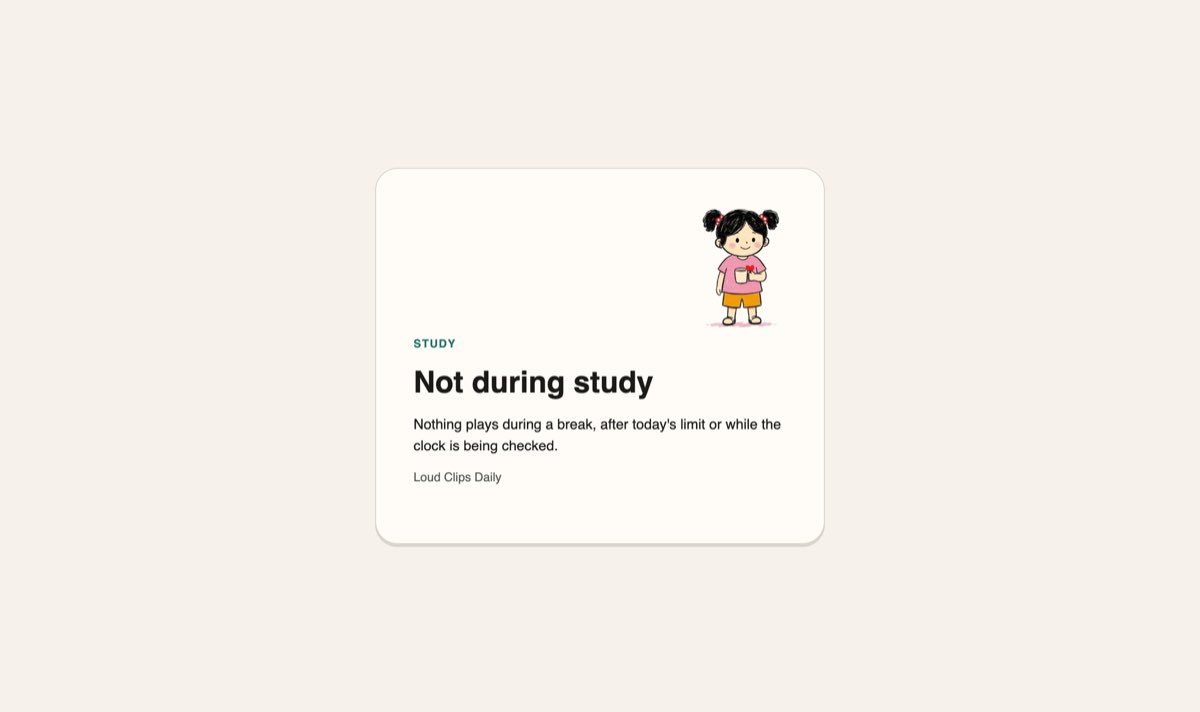 STUDY
Not during study
Nothing plays during a break, after today's limit or while the
clock is being checked.
Loud Clips Daily